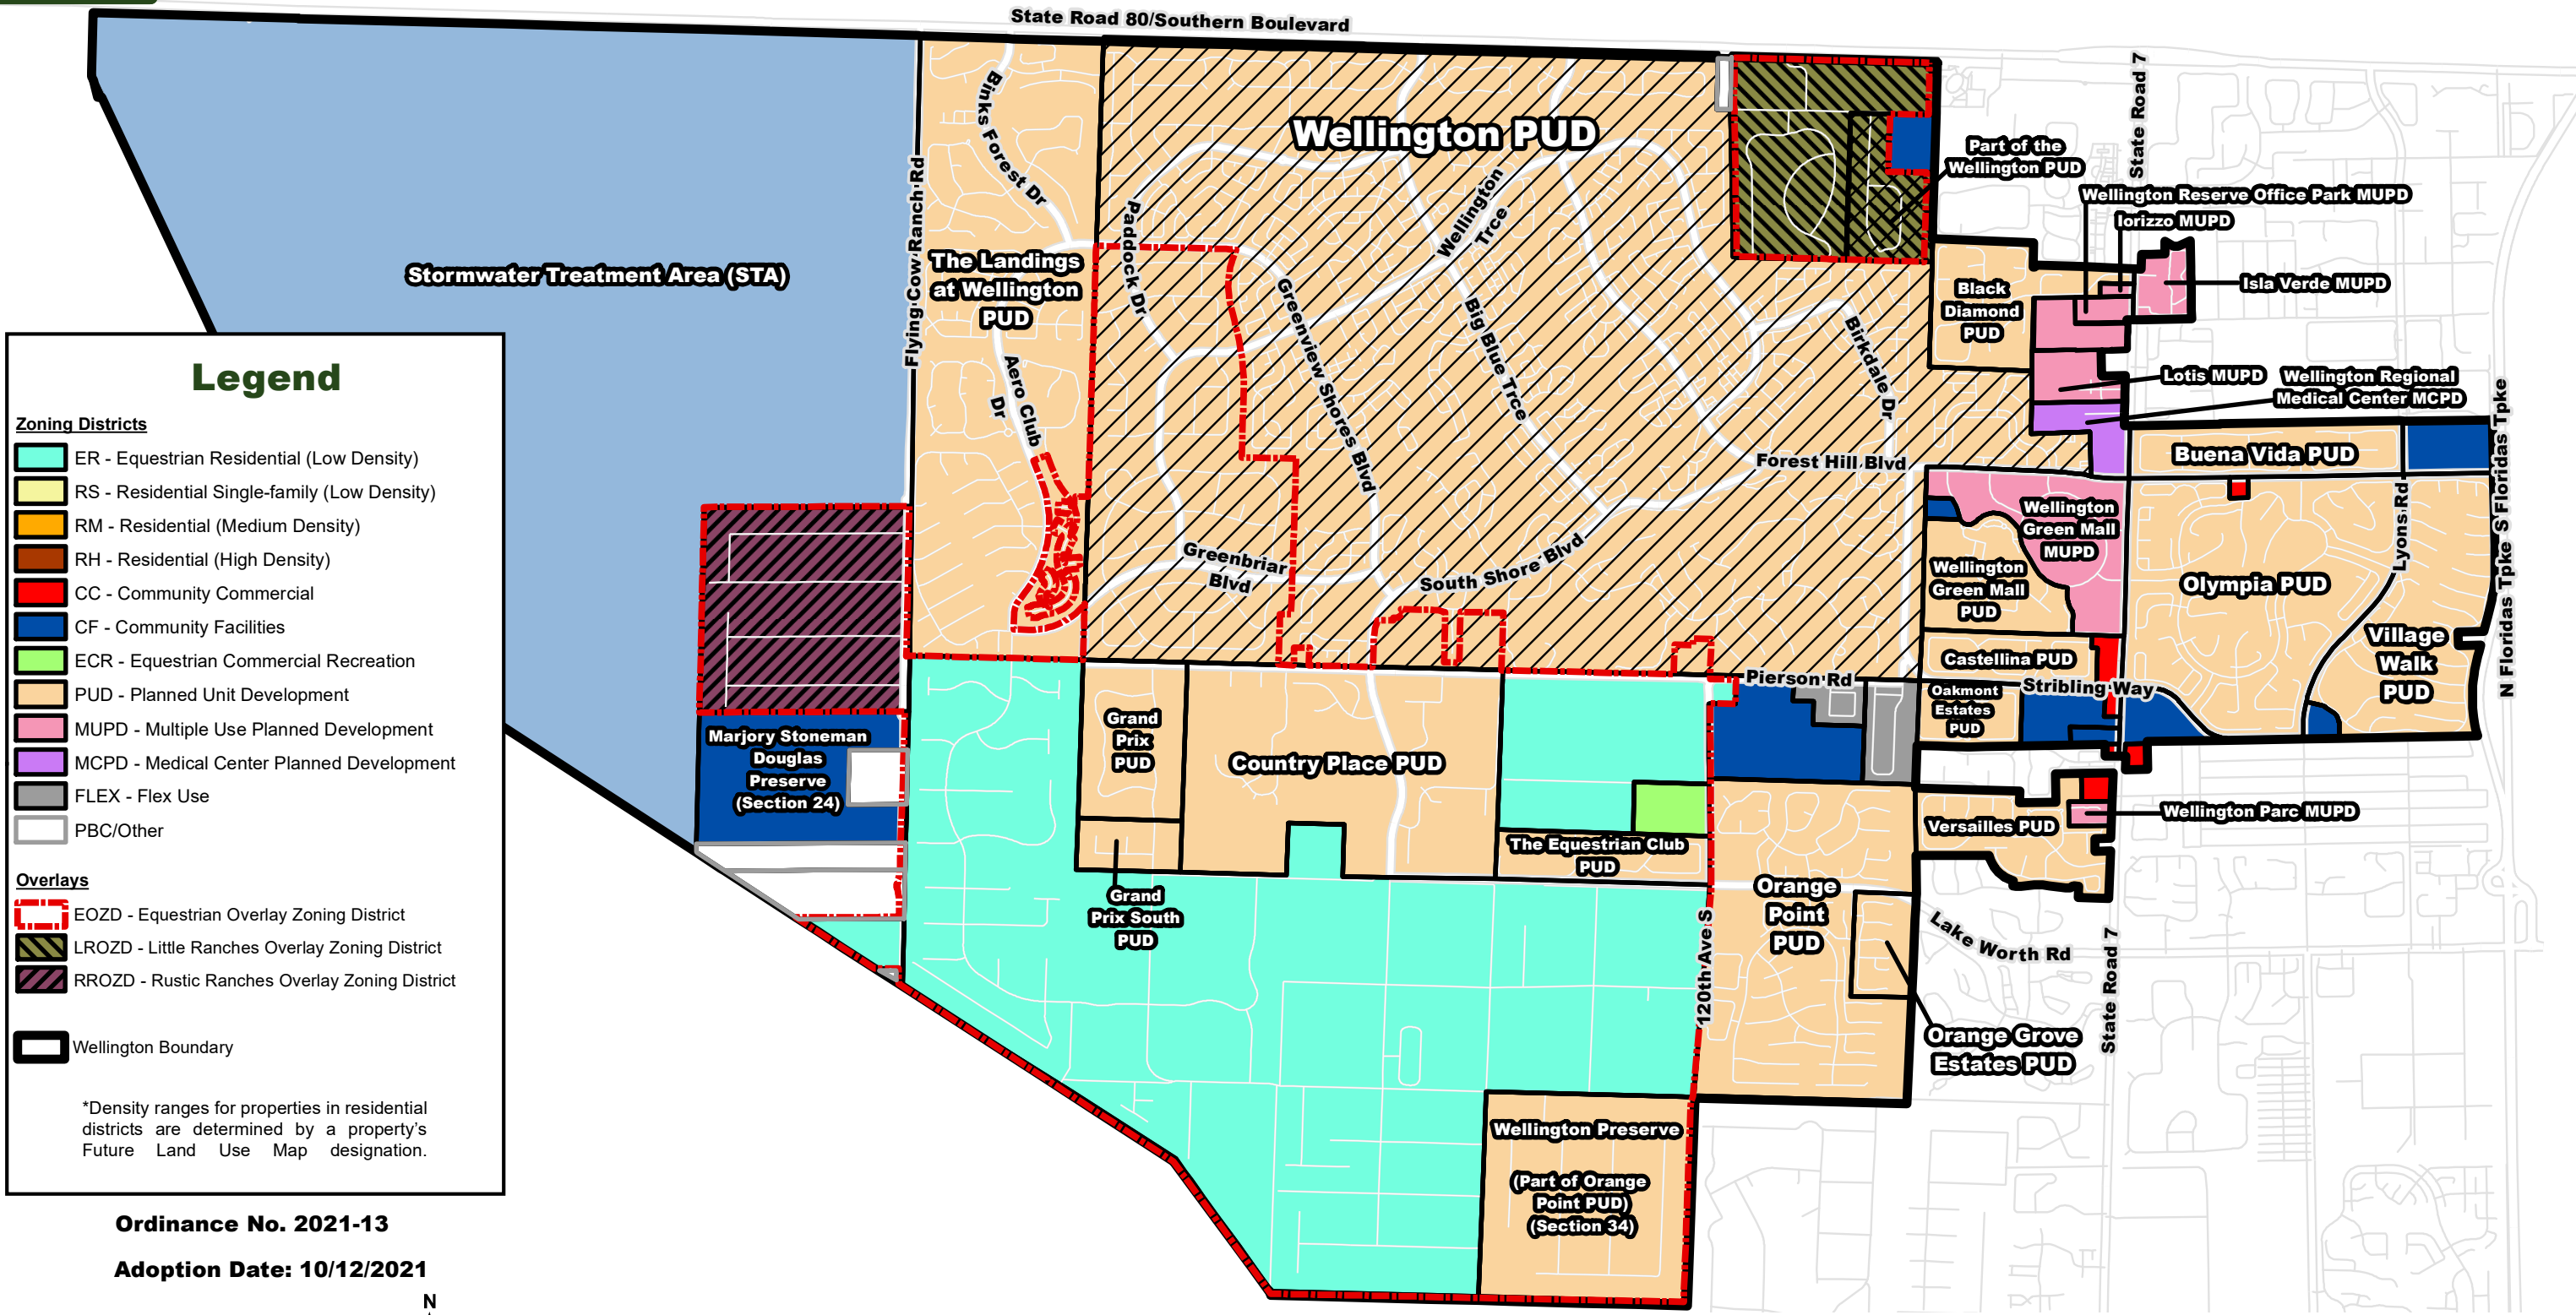 State Road 80/Southern Boulevard
Binks Forest Dr
Wellington PUD
State Road 7
Part of the
Wellington PUD
Wellington Reserve Office Park MUPD
Iorizzo MUPD
Flying Cow Ranch Rd
Paddock Dr
Wellington
Trce
Stormwater Treatment Area (STA)
The Landings
at Wellington
PUD
Greenview Shores Blvd
Big Blue Trce
Birkdale Dr
Black
Diamond
PUD
Isla Verde MUPD
Aero Club
Dr
Lotis MUPD
Wellington Regional
Medical Center MCPD
N Floridas Tpke S Floridas Tpke
Buena Vida PUD
Forest Hill Blvd
Wellington
Green Mall
MUPD
Lyons Rd
Greenbriar
Blvd
South Shore Blvd
Wellington
Green Mall
PUD
Olympia PUD
Village
Walk
PUD
Castellina PUD
Pierson Rd
Stribling Way
Oakmont
Estates
PUD
Grand
Prix
PUD
Marjory Stoneman
Douglas
Preserve
(Section 24)
Country Place PUD
Wellington Parc MUPD
Versailles PUD
The Equestrian Club
PUD
Grand
Prix South
PUD
Orange
Point
PUD
120th Ave S
Lake Worth Rd
State Road 7
Orange Grove
Estates PUD
Wellington Preserve
(Part of Orange
Point PUD)
(Section 34)
Legend
Zoning Districts
ER - Equestrian Residential (Low Density)
RS - Residential Single-family (Low Density)
RM - Residential (Medium Density)
RH - Residential (High Density)
CC - Community Commercial
CF - Community Facilities
ECR - Equestrian Commercial Recreation
PUD - Planned Unit Development
MUPD - Multiple Use Planned Development
MCPD - Medical Center Planned Development
FLEX - Flex Use
PBC/Other
Overlays
EOZD - Equestrian Overlay Zoning District
LROZD - Little Ranches Overlay Zoning District
RROZD - Rustic Ranches Overlay Zoning District
Wellington Boundary
*Density ranges for properties in residential
districts are determined by a property's
Future Land Use Map designation.
Ordinance No. 2021-13
Adoption Date: 10/12/2021
N